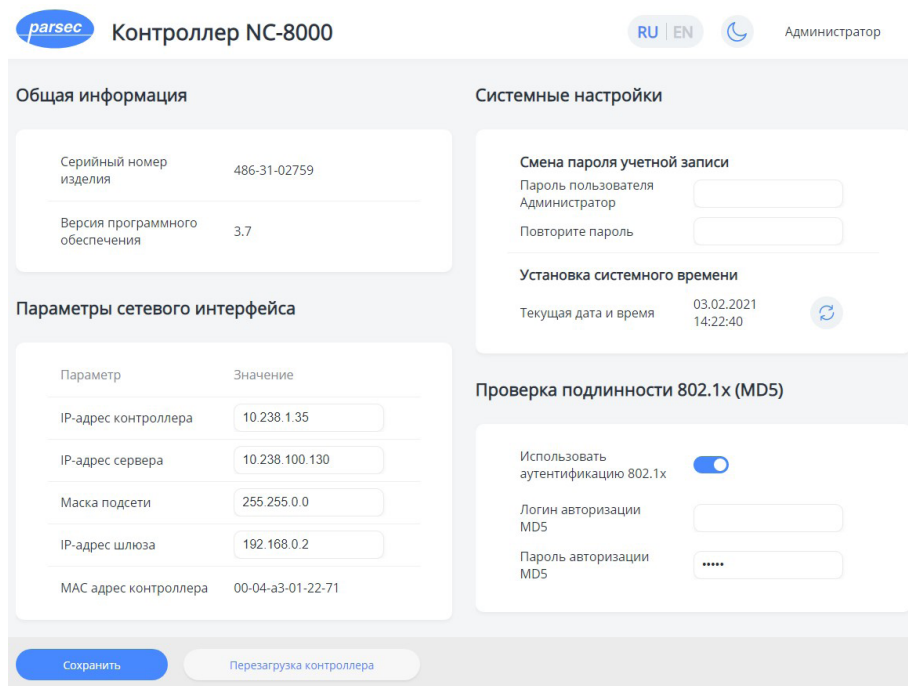 parsec
Контроллер NC-8000
RU | EN
Администратор
Общая информация
Серийный номер
изделия
486-31-02759
Версия программного
обеспечения
3.7
Параметры сетевого интерфейса
Параметр Значение
IP-адрес контроллера 10.238.1.35
IP-адрес сервера 10.238.100.130
Маска подсети 255.255.0.0
IP-адрес шлюза 192.168.0.2
MAC адрес контроллера 00-04-a3-01-22-71
Системные настройки
Смена пароля учетной записи
Пароль пользователя
Администратор
Повторите пароль
Установка системного времени
Текущая дата и время
03.02.2021
14:22:40
Проверка подлинности 802.1x (MD5)
Использовать
аутентификацию 802.1x
Логин авторизации
MD5
Пароль авторизации
MD5
•••••
Сохранить
Перезагрузка контроллера